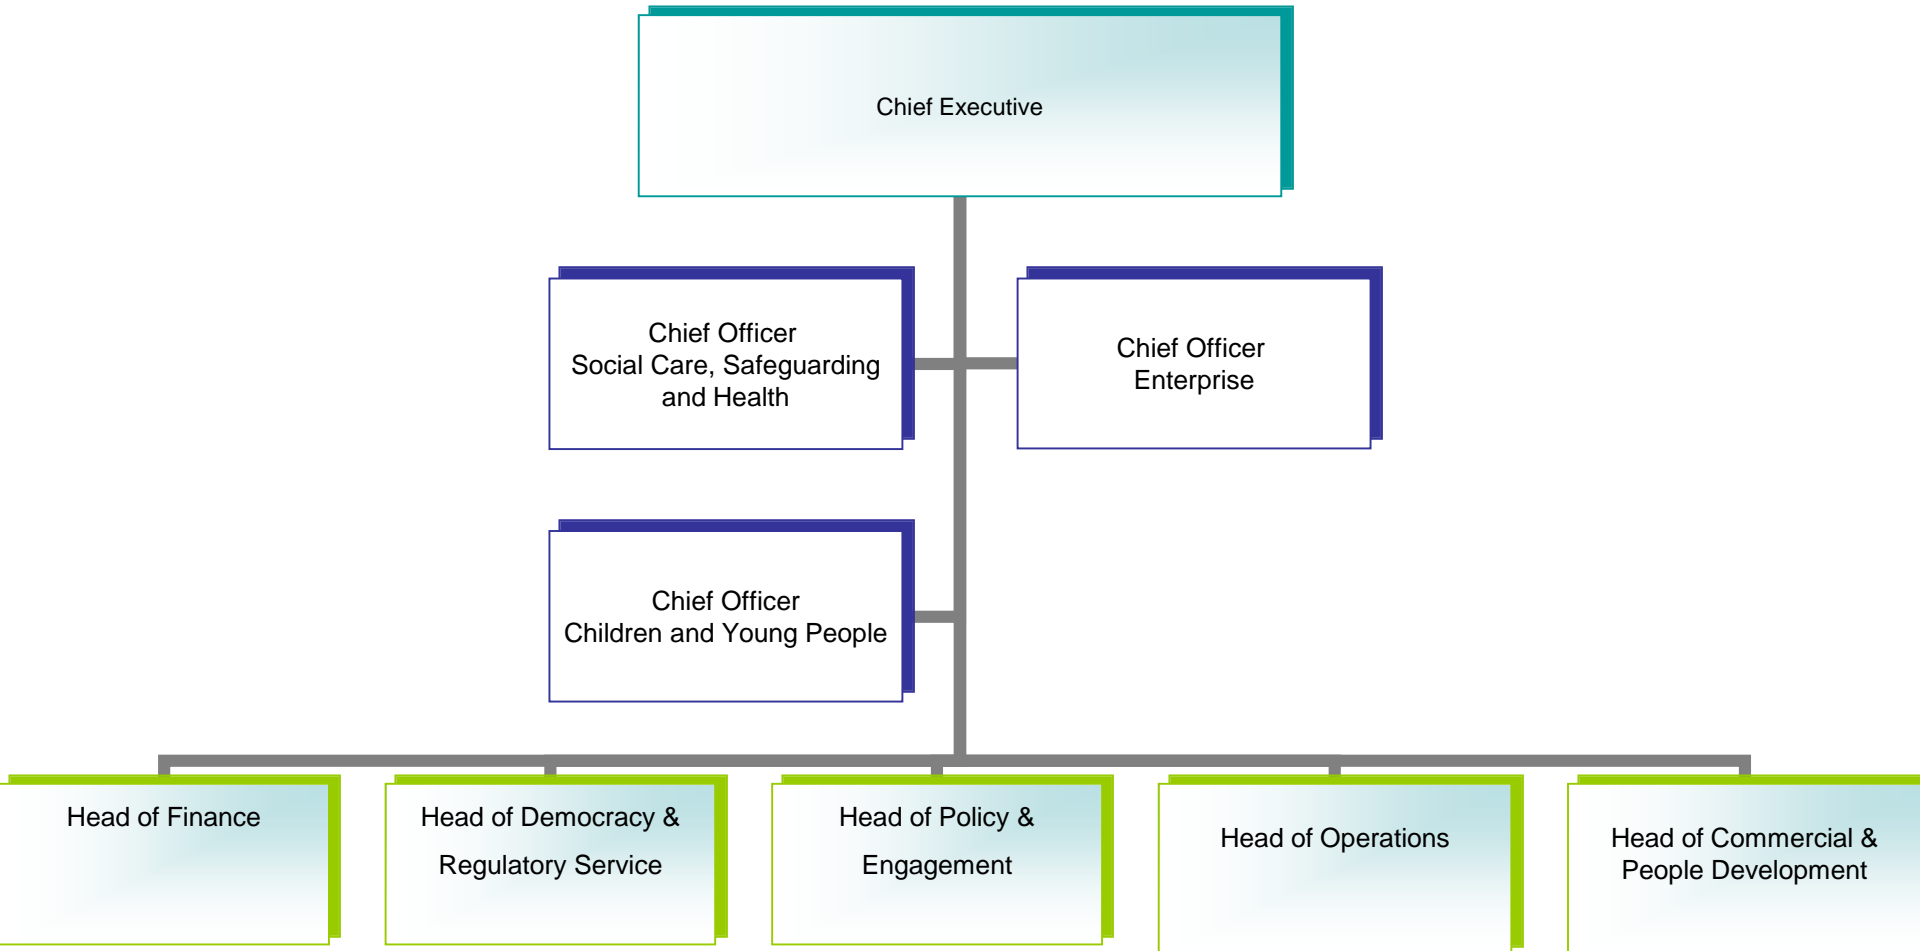 Chief Executive
Chief Officer
Social Care, Safeguarding
and Health
Chief Officer
Enterprise
Chief Officer
Children and Young People
Head of Finance
Head of Democracy &
Regulatory Service
Head of Policy &
Engagement
Head of Operations
Head of Commercial &
People Development